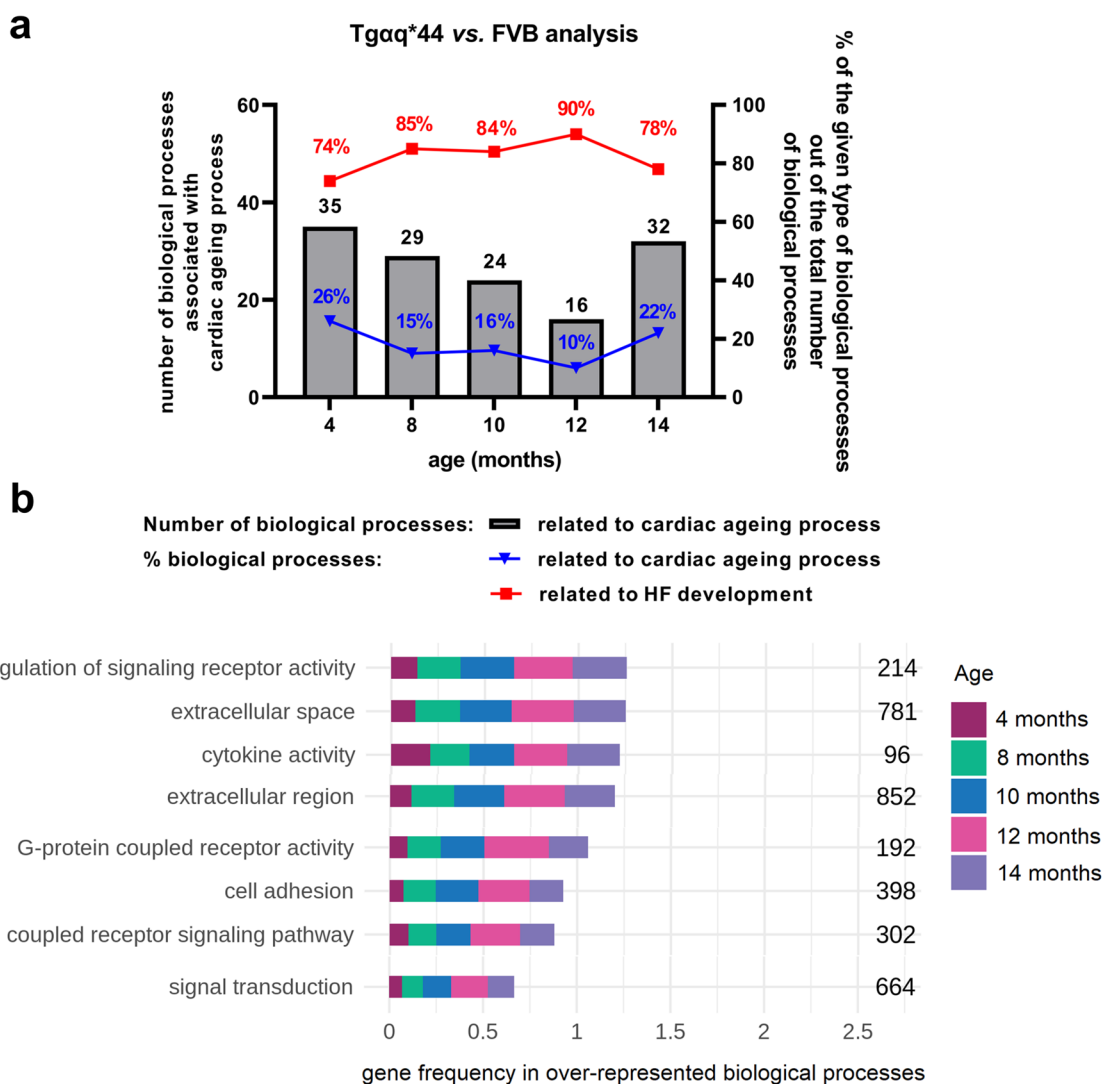 a
Tgαq*44 vs. FVB analysis
number of biological processes
associated with
cardiac ageing process
% of the given type of biological processes
out of the total number
of biological processes
60
40
20
0
100
80
60
40
20
0
74%
85%
84%
90%
78%
35
29
24
16
32
26%
15%
16%
10%
22%
4
8
10
12
14
age (months)
b
Number of biological processes: related to cardiac ageing process
% biological processes: related to cardiac ageing process
related to HF development
gulation of signaling receptor activity 214
extracellular space 781
cytokine activity 96
extracellular region 852
G-protein coupled receptor activity 192
cell adhesion 398
coupled receptor signaling pathway 302
signal transduction 664
0 0.5 1 1.5 2 2.5
gene frequency in over-represented biological processes
Age
4 months
8 months
10 months
12 months
14 months